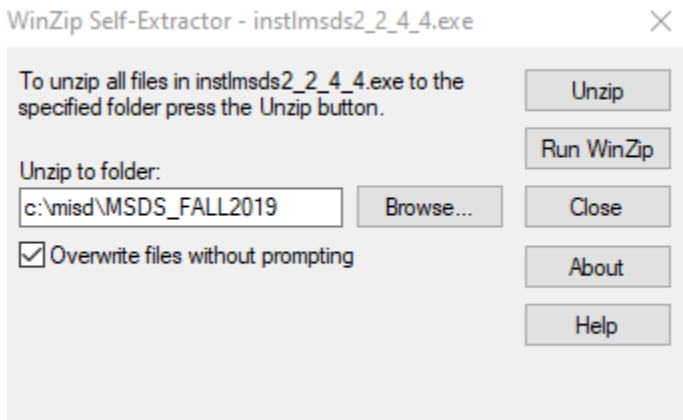 WinZip Self-Extractor - instlmsds2_2_4_4.exe
To unzip all files in instlmsds2_2_4_4.exe to the
specified folder press the Unzip button.
Unzip to folder:
c:\misd\MSDS_FALL2019
Browse...
Overwrite files without prompting
Unzip
Run WinZip
Close
About
Help